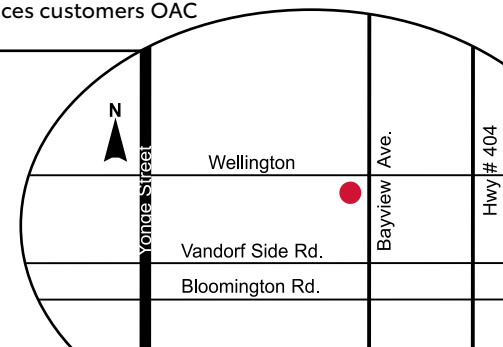 ces customers OAC
N
Wellington
Yonge Street
Bayview Ave.
Hwy # 404
Vandorf Side Rd.
Bloomington Rd.